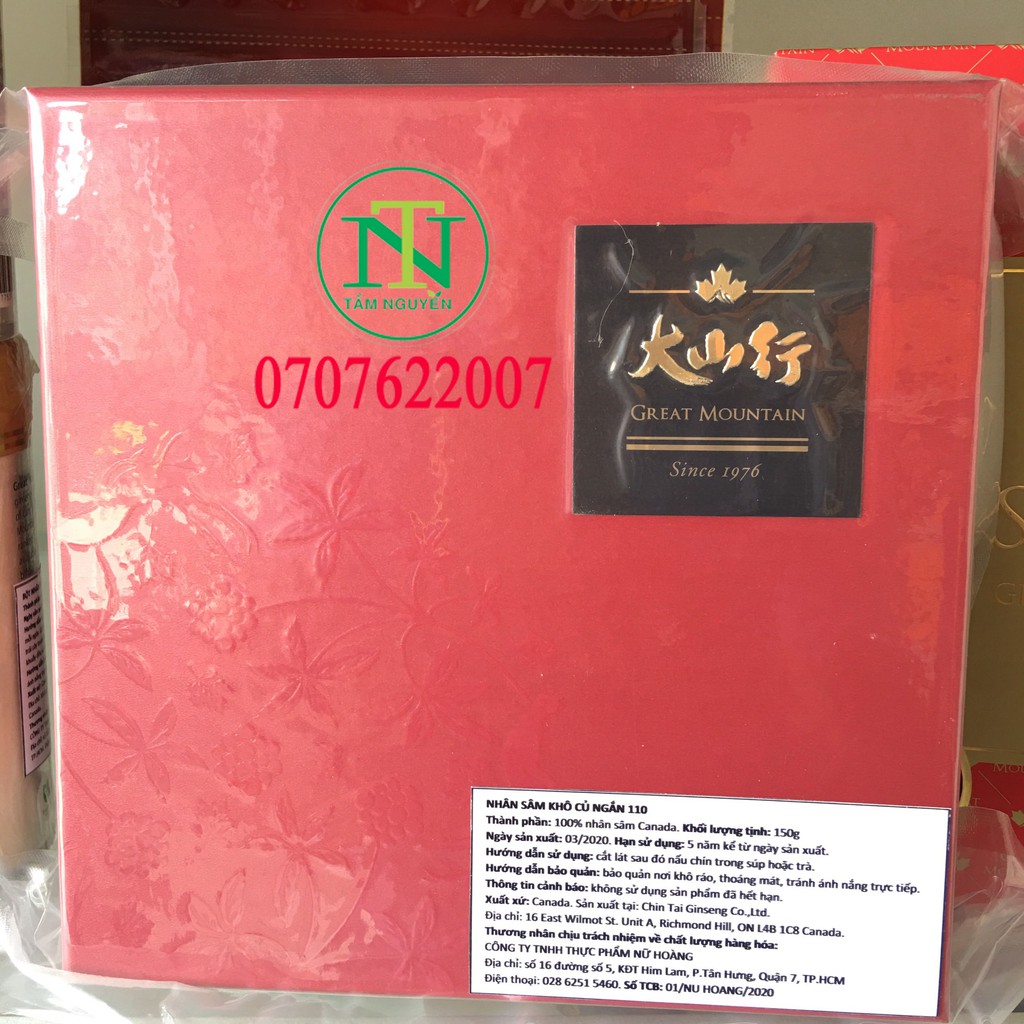 MOUNTAIN
TN
TÂM NGUYÊN
0707622007
大山行
GREAT MOUNTAIN
Since 1976
NHÂN SÂM KHÔ CỦ NGẮN 110
Thành phần: 100% nhân sâm Canada. Khối lượng tịnh: 150g
Ngày sản xuất: 03/2020. Hạn sử dụng: 5 năm kể từ ngày sản xuất.
Hướng dẫn sử dụng: cắt lát sau đó nấu chín trong súp hoặc trà.
Hướng dẫn bảo quản: bảo quản nơi khô ráo, thoáng mát, tránh ánh nắng trực tiếp.
Thông tin cảnh báo: không sử dụng sản phẩm đã hết hạn.
Xuất xứ: Canada. Sản xuất tại: Chin Tai Ginseng Co.,Ltd.
Địa chỉ: 16 East Wilmot St. Unit A, Richmond Hill, ON L4B 1C8 Canada.
Thương nhân chịu trách nhiệm về chất lượng hàng hóa:
CÔNG TY TNHH THỰC PHẨM NỮ HOÀNG
Địa chỉ: số 16 đường số 5, KĐT Him Lam, P.Tân Hưng, Quận 7, TP.HCM
Điện thoại: 028 6251 5460. Số TCB: 01/NU HOANG/2020